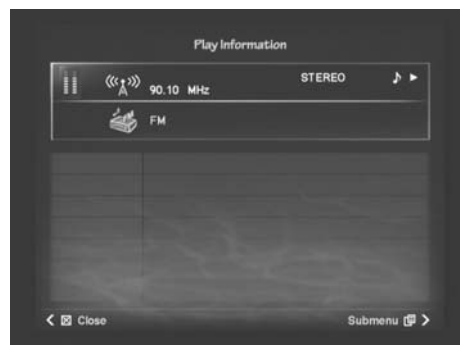 Play Information
STEREO
90.10 MHz
FM
Close
Submenu